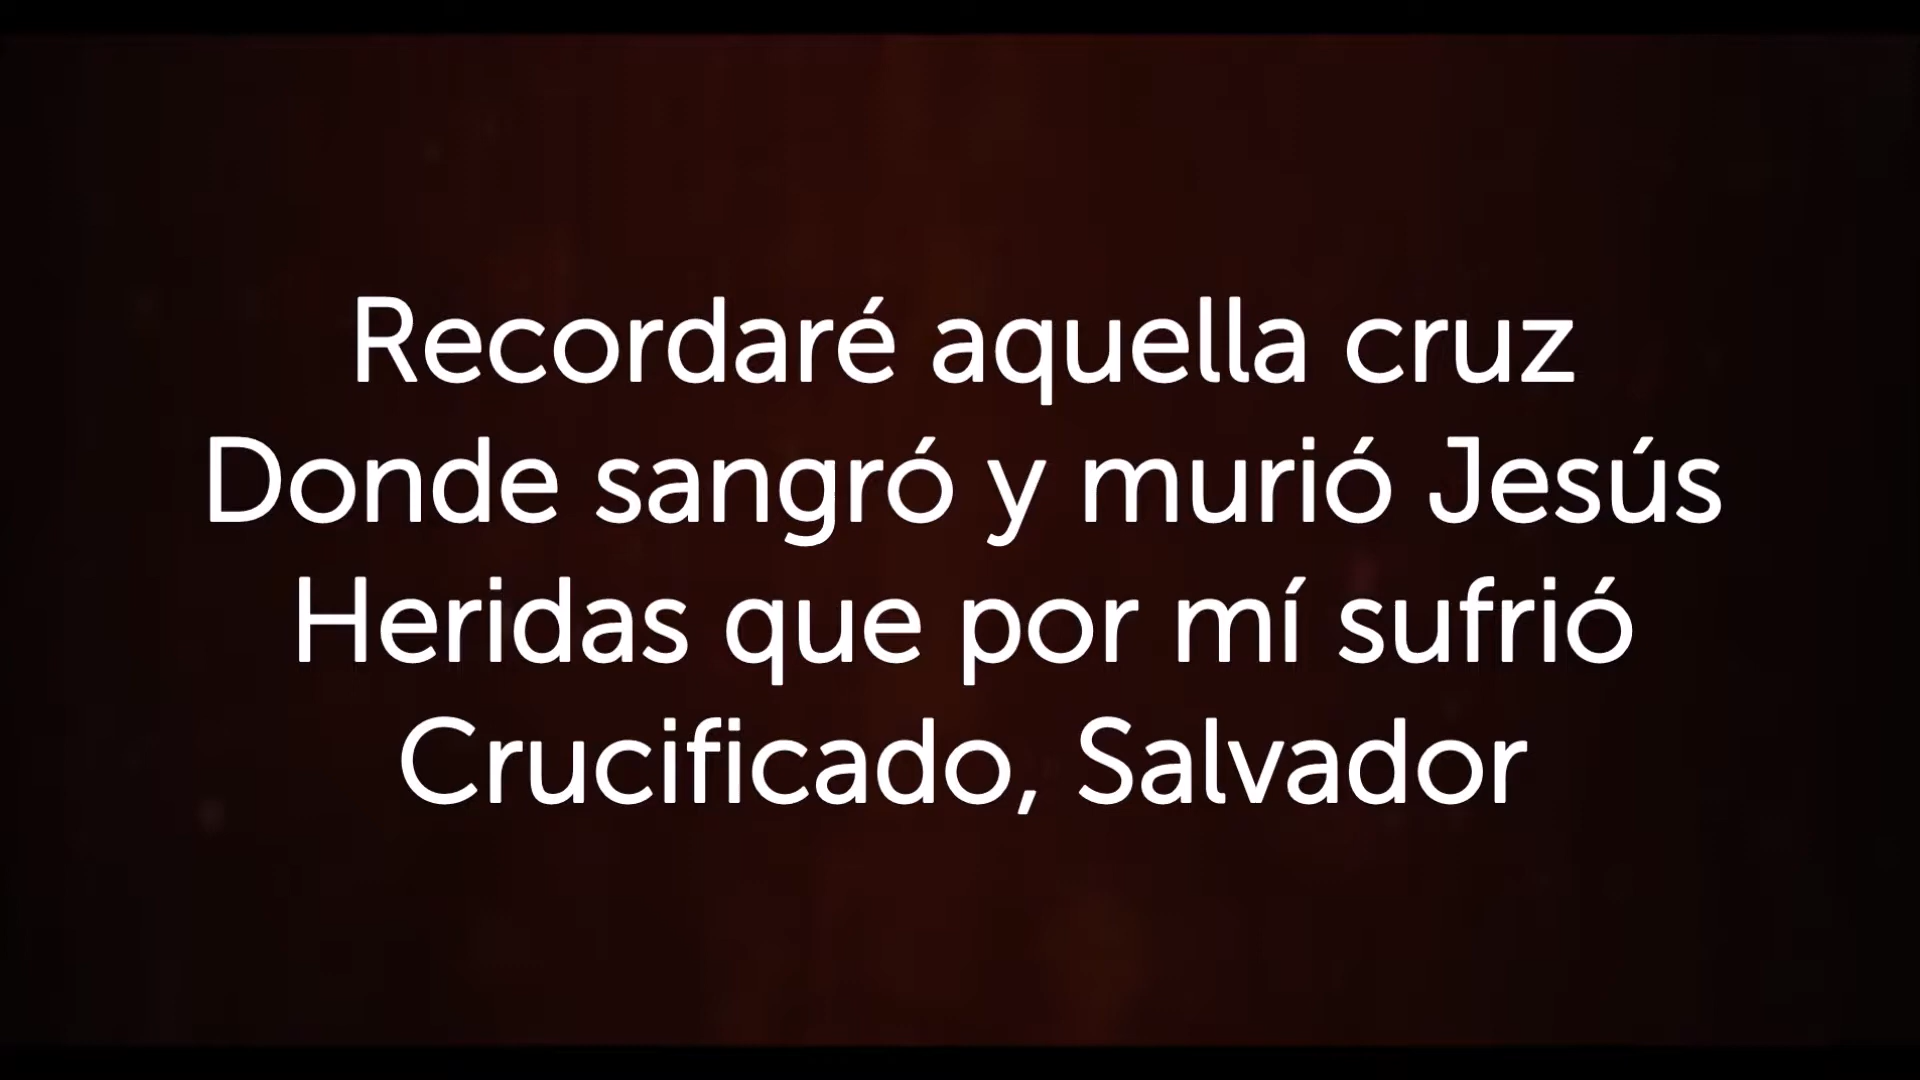 Recordaré aquella cruz
Donde sangró y murió Jesús
Heridas que por mí sufrió
Crucificado, Salvador